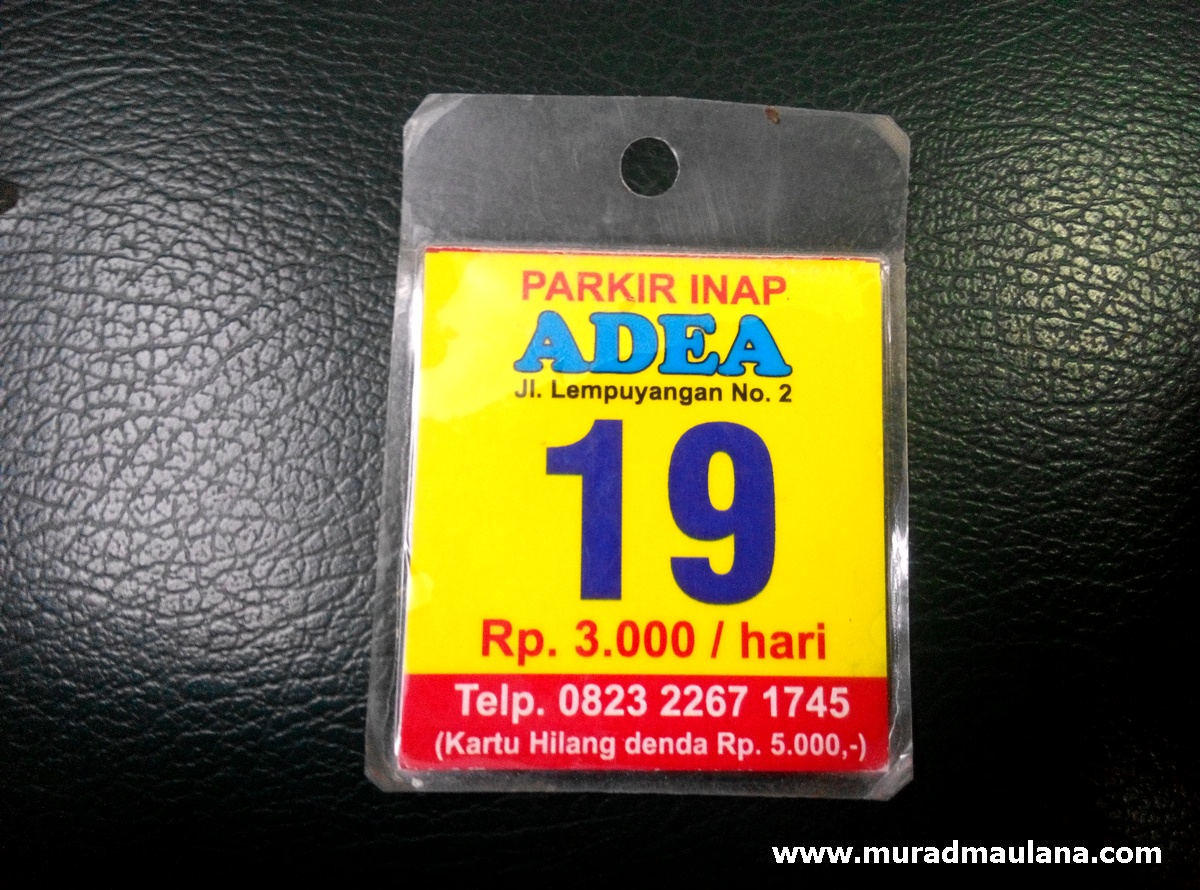 PARKIR INAP
ADEA
Jl. Lempuyangan No. 2
19
Rp. 3.000 / hari
Telp. 0823 2267 1745
(Kartu Hilang denda Rp. 5.000,-)
www.muradmaulana.com